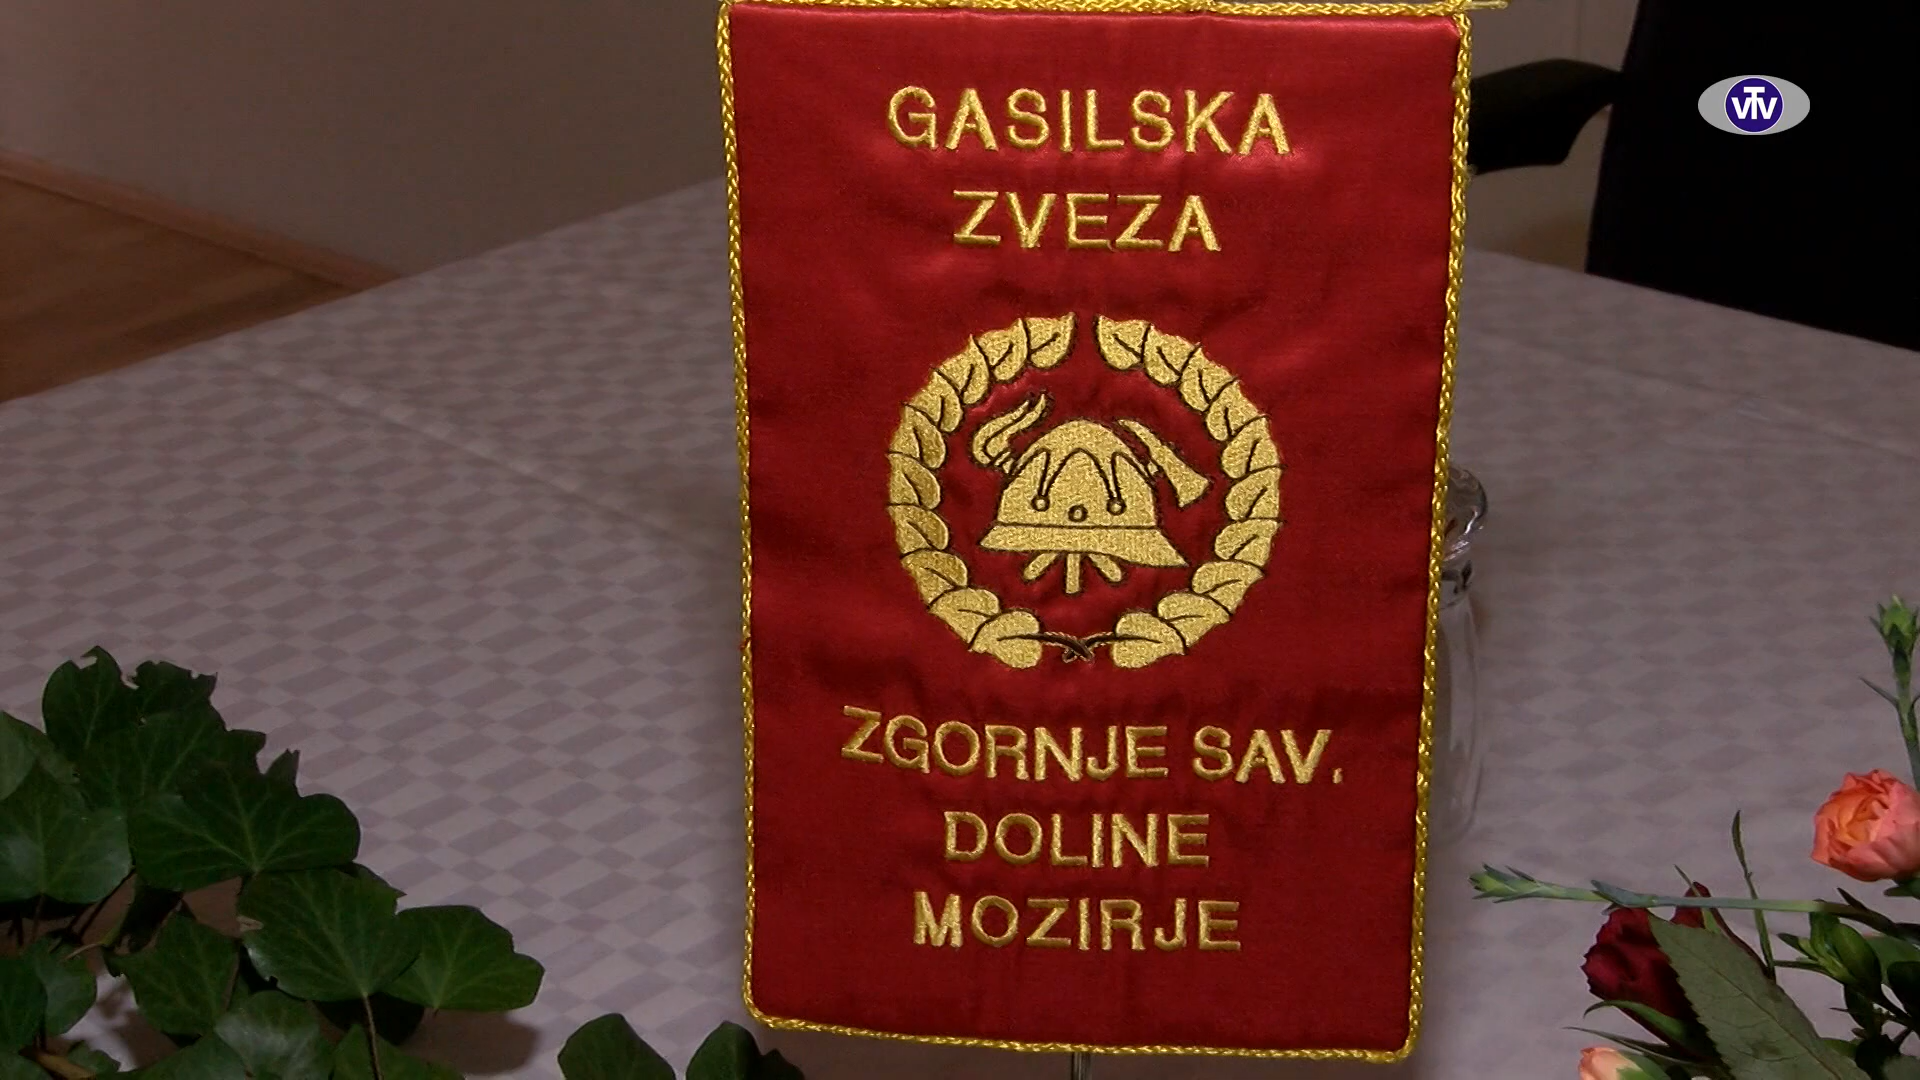 GASILSKA
ZVEZA
ZGORNJE SAV.
DOLINE
MOZIRJE
VTV